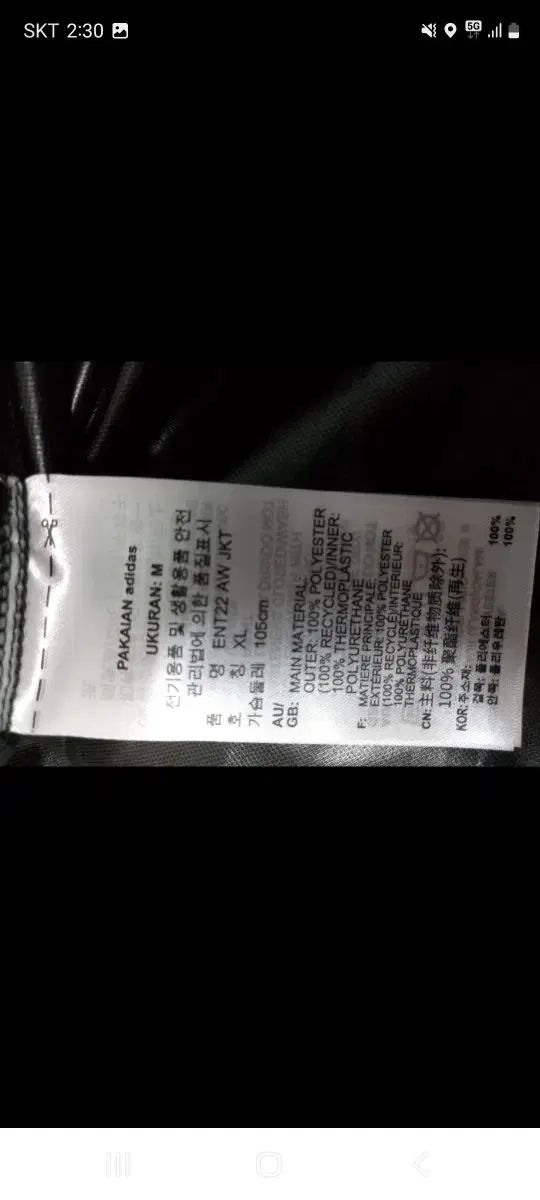 SKT 2:30
5G
PAKAIAN adidas
UKURAN: M
전기용품 및 생활용품 안전
관리법에 의한 품질표시
품 명 ENT22 AW JKT
호 칭 XL
가슴둘레 105cm
AU/
GB: MAIN MATERIAL:
OUTER: 100% POLYESTER
(100% RECYCLED)/INNER:
100% THERMOPLASTIC
POLYURETHANE
F: MATIERE PRINCIPALE:
EXTERIEUR: 100% POLYESTER
(100% RECYCLE)/INTERIEUR:
100% POLYURETHANE
THERMOPLASTIQUE
CN: 主料(非纤维物质除外):
100% 聚酯纤维(再生)
KOR: 주소재:
겉쪽: 폴리에스터 100%
안쪽: 폴리우레탄 100%